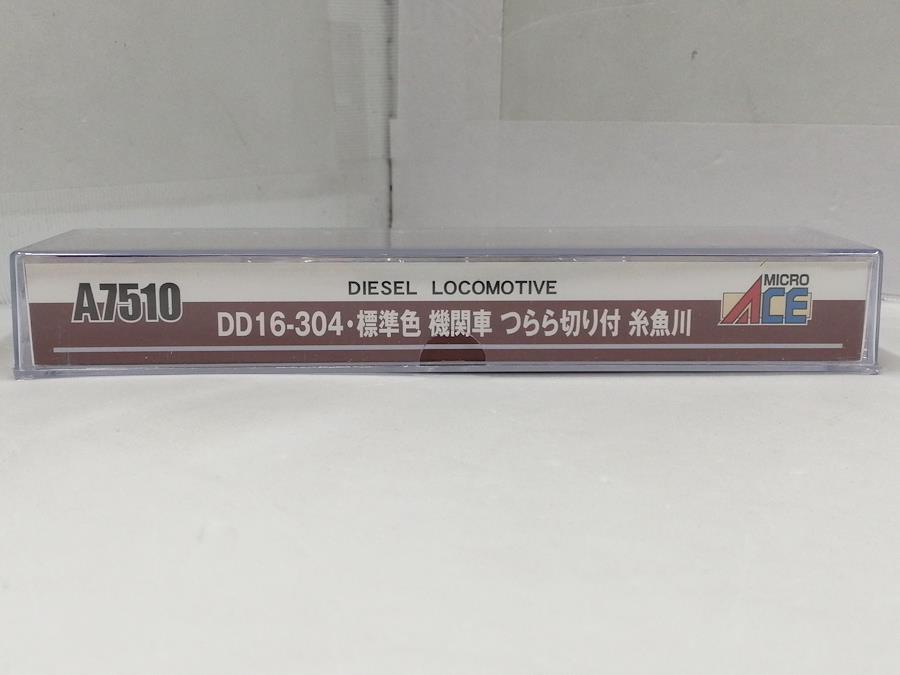 A7510
DIESEL LOCOMOTIVE
DD16-304・標準色 機関車 つらら切り付 糸魚川
MICRO
ACE